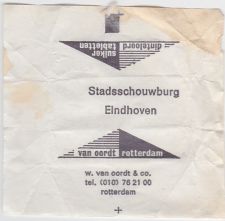 suiker dinteloord
tabletten
Stadsschouwburg
Eindhoven
van oordt rotterdam
w. van oordt & co.
tel. (010) 76 21 00
rotterdam